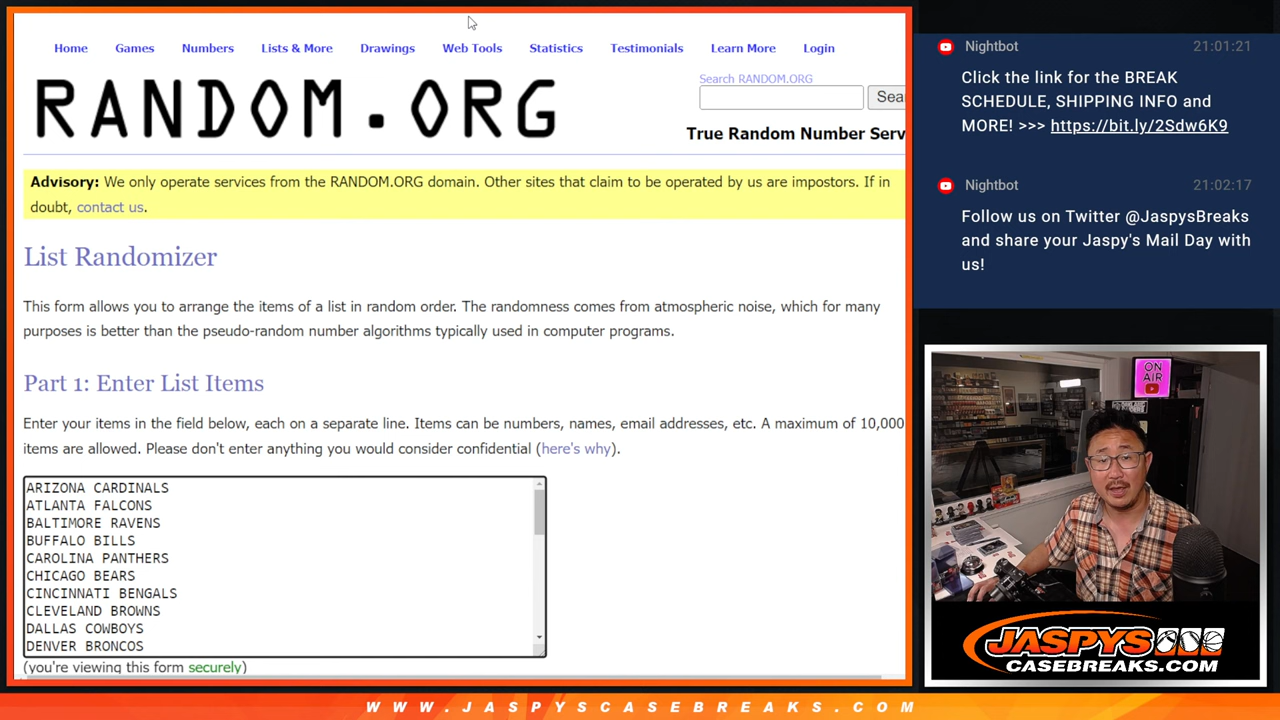 Home Games Numbers Lists & More Drawings Web Tools Statistics Testimonials Learn More Login
RANDOM.ORG
Search RANDOM.ORG
Sea
True Random Number Serv
Advisory: We only operate services from the RANDOM.ORG domain. Other sites that claim to be operated by us are impostors. If in
doubt, contact us.
List Randomizer
This form allows you to arrange the items of a list in random order. The randomness comes from atmospheric noise, which for many
purposes is better than the pseudo-random number algorithms typically used in computer programs.
Part 1: Enter List Items
Enter your items in the field below, each on a separate line. Items can be numbers, names, email addresses, etc. A maximum of 10,000
items are allowed. Please don't enter anything you would consider confidential (here's why).
ARIZONA CARDINALS
ATLANTA FALCONS
BALTIMORE RAVENS
BUFFALO BILLS
CAROLINA PANTHERS
CHICAGO BEARS
CINCINNATI BENGALS
CLEVELAND BROWNS
DALLAS COWBOYS
DENVER BRONCOS
(you're viewing this form securely)
Nightbot 21:01:21
Click the link for the BREAK
SCHEDULE, SHIPPING INFO and
MORE! >>> https://bit.ly/2Sdw6K9
Nightbot 21:02:17
Follow us on Twitter @JaspysBreaks
and share your Jaspy's Mail Day with
us!
ON
AIR
JASPYS
CASEBREAKS.COM
WWW.JASPYSCASEBREAKS.COM